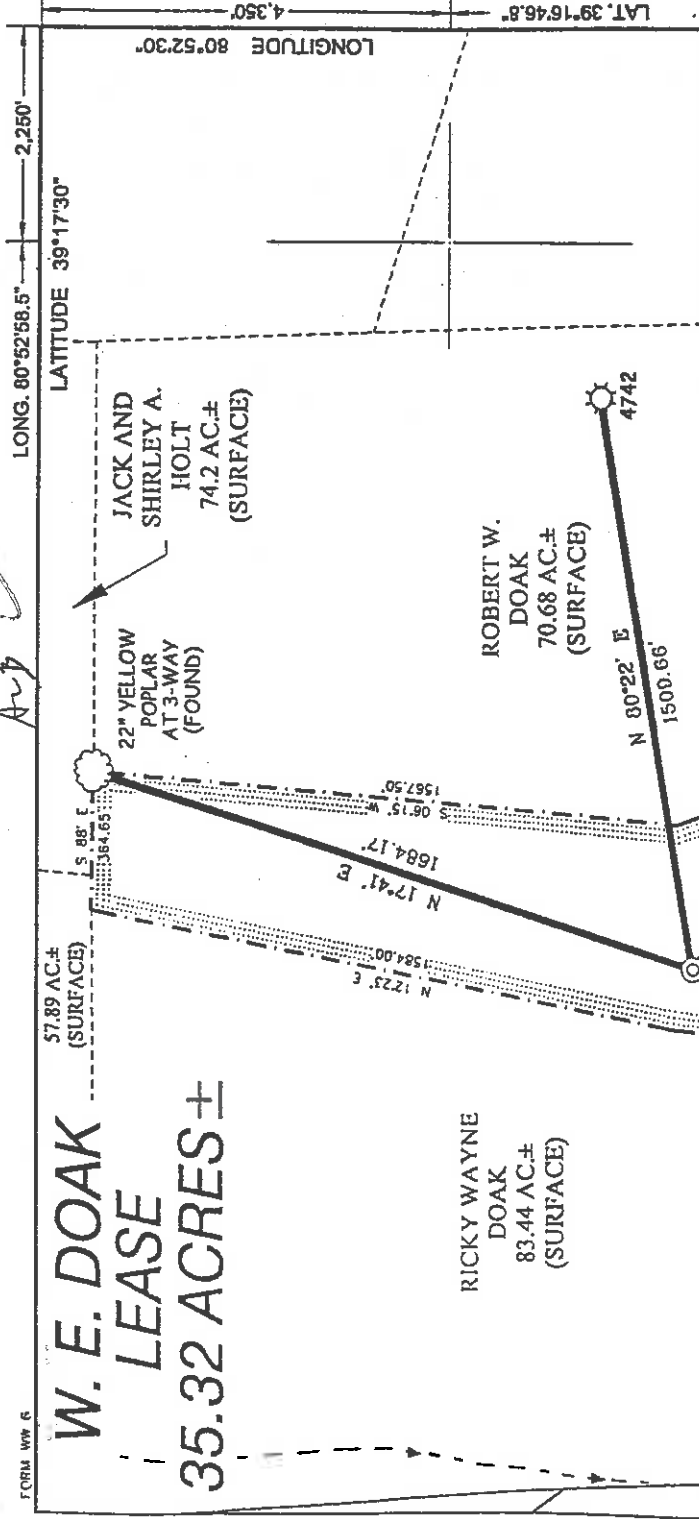 FORM WW 6
LONG. 80°52'58.5"
2,250'
LATITUDE 39°17'30"
4,350'
LONGITUDE 80°52'30"
LAT. 39°16'46.8"
W. E. DOAK
LEASE
35.32 ACRES ±
57.89 AC.±
(SURFACE)
S 88° E
364.65'
22" YELLOW
POPLAR
AT 3-WAY
(FOUND)
JACK AND
SHIRLEY A.
HOLT
74.2 AC.±
(SURFACE)
N 12°23' E
1584.00'
N 17°41' E
1684.17'
S 06°15' W
1567.50'
ROBERT W.
DOAK
70.68 AC.±
(SURFACE)
N 80°22' E
1500.66'
4742
RICKY WAYNE
DOAK
83.44 AC.±
(SURFACE)